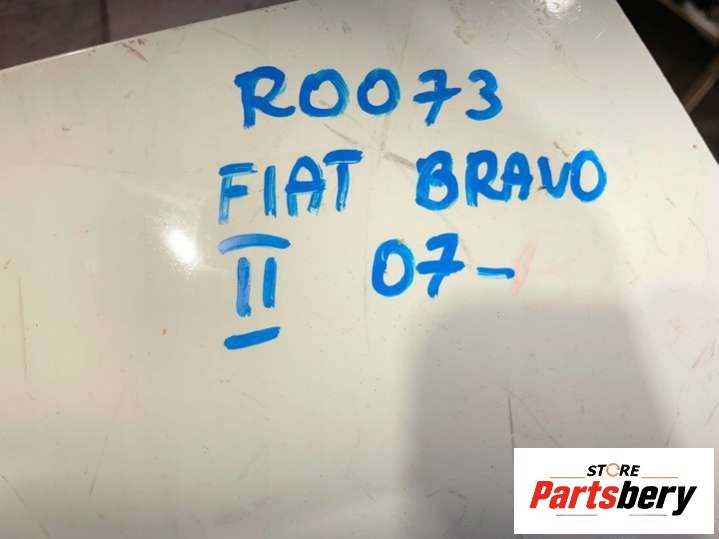 R0073
FIAT BRAVO
II 07-
STORE
Partsbery